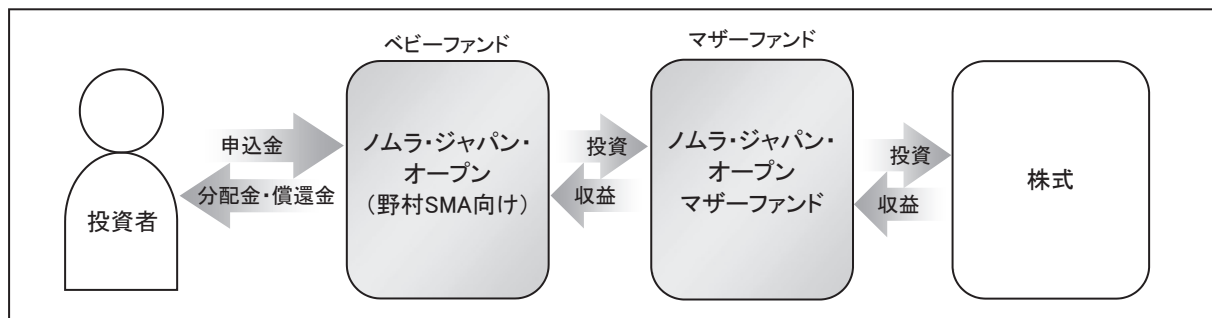 投資者
申込金
分配金・償還金
ベビーファンド
ノムラ・ジャパン・
オープン
（野村SMA向け）
投資
収益
マザーファンド
ノムラ・ジャパン・
オープン
マザーファンド
投資
収益
株式